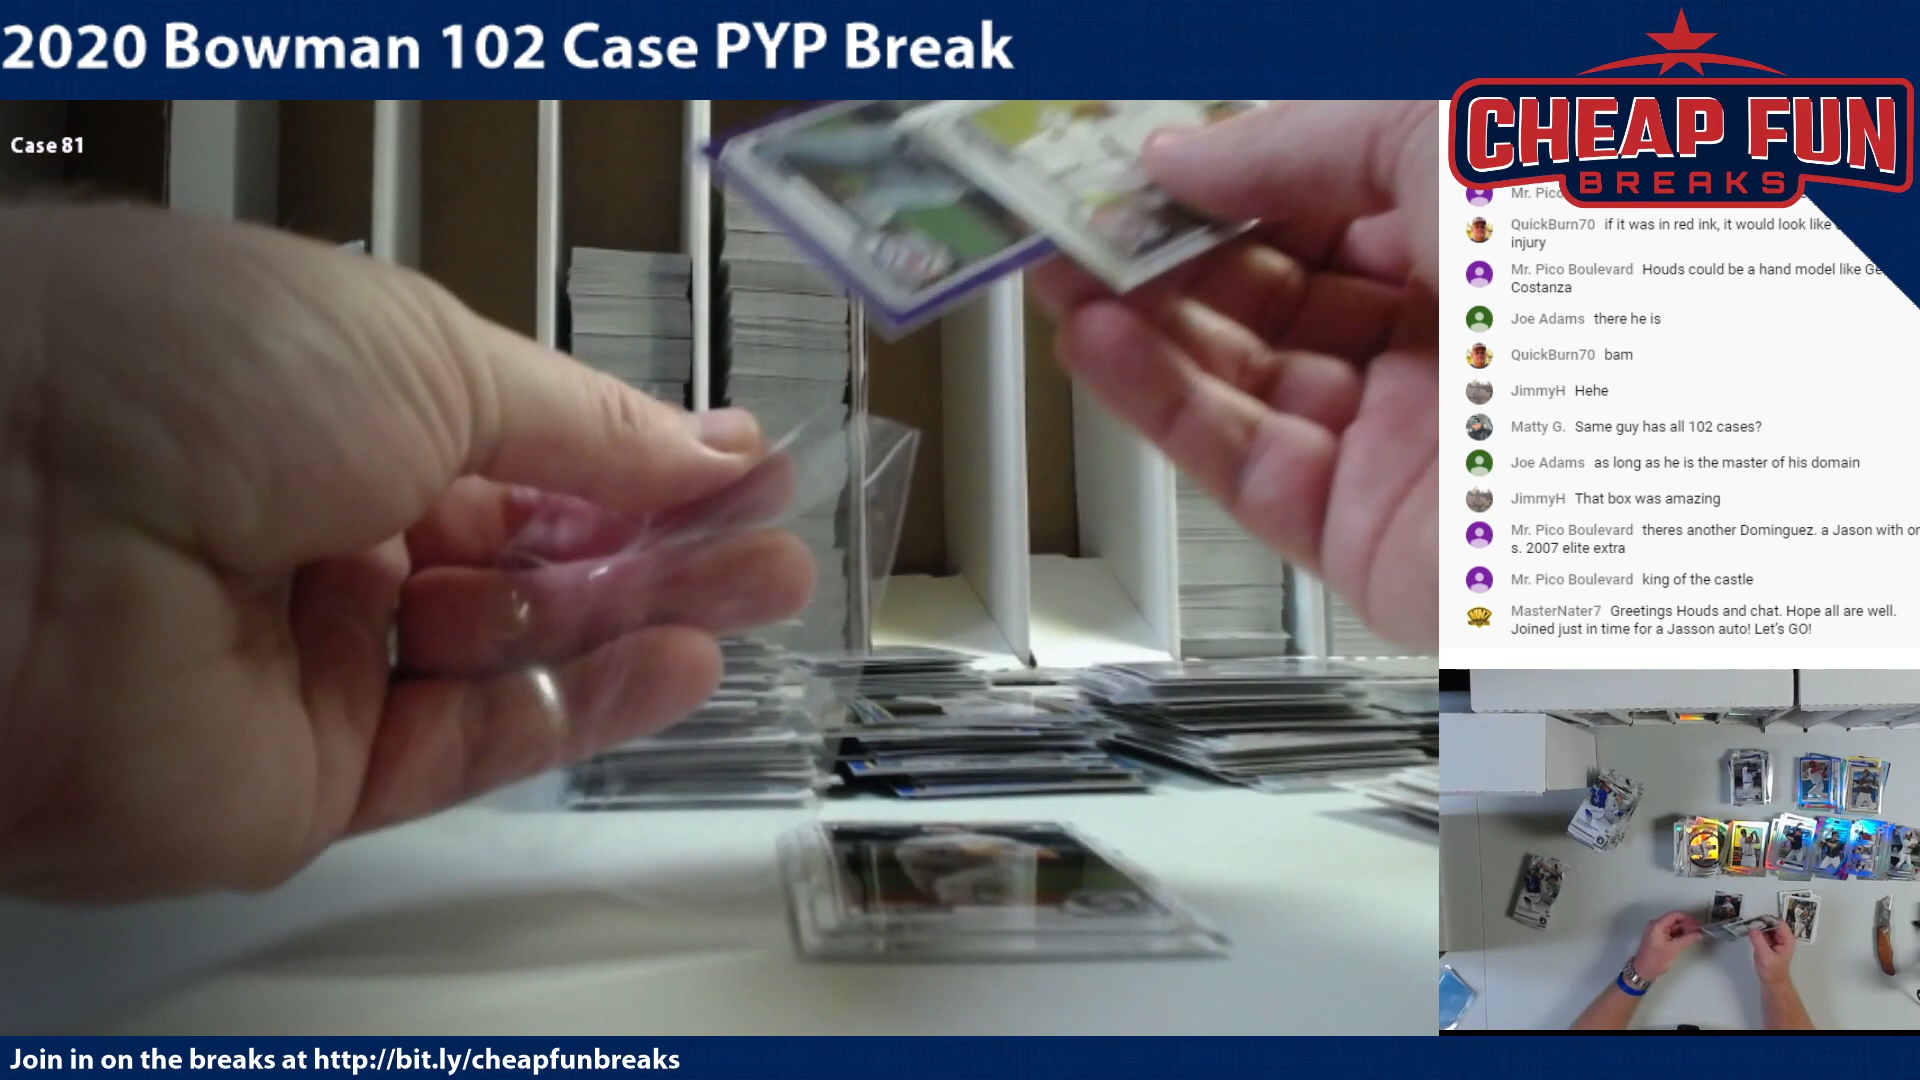 2020 Bowman 102 Case PYP Break
CHEAP FUN
BREAKS
Case 81
Mr. Pico
QuickBurn70 if it was in red ink, it would look like
injury
Mr. Pico Boulevard Houds could be a hand model like Ge
Costanza
Joe Adams there he is
QuickBurn70 bam
JimmyH Hehe
Matty G. Same guy has all 102 cases?
Joe Adams as long as he is the master of his domain
JimmyH That box was amazing
Mr. Pico Boulevard theres another Dominguez. a Jason with or
s. 2007 elite extra
Mr. Pico Boulevard king of the castle
MasterNater7 Greetings Houds and chat. Hope all are well.
Joined just in time for a Jasson auto! Let's GO!
Join in on the breaks at http://bit.ly/cheapfunbreaks